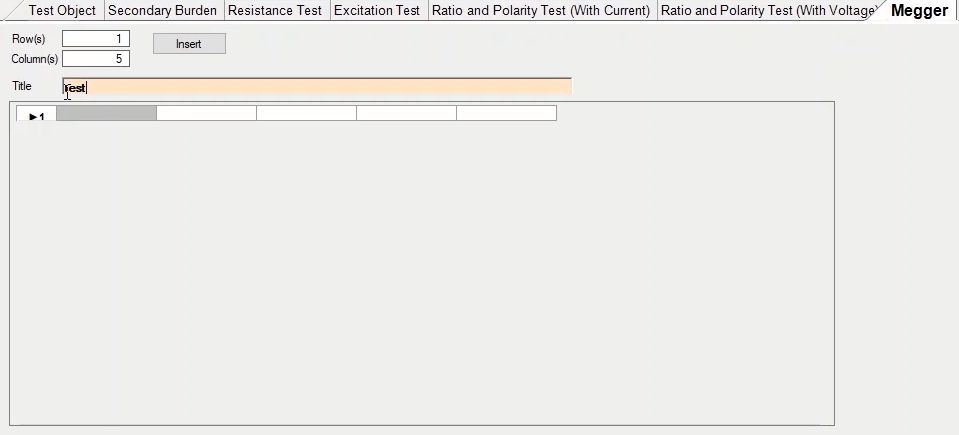 Test Object Secondary Burden Resistance Test Excitation Test Ratio and Polarity Test (With Current) Ratio and Polarity Test (With Voltage) Megger
Row(s) 1 Insert
Column(s) 5
Title Test
▶1